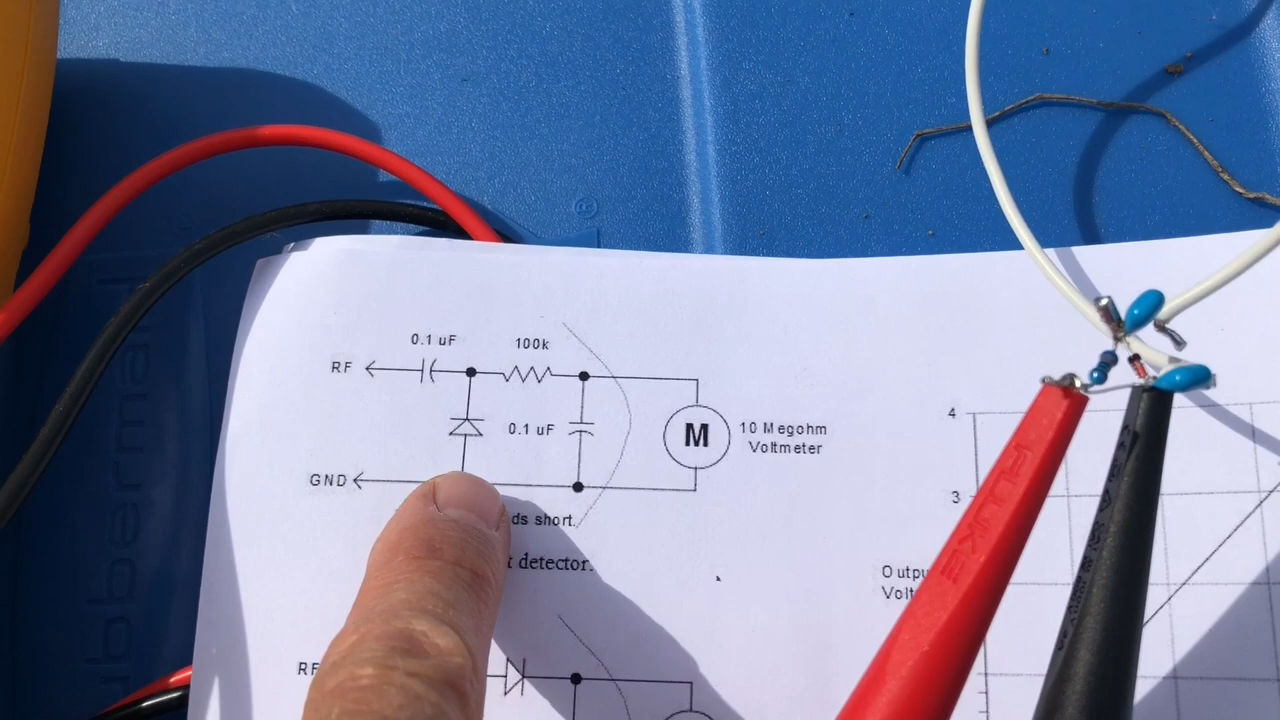 0.1 uF
100k
RF
0.1 uF
M
10 Megohm
Voltmeter
GND
ds short.
t detector.
4
3
Outpu
Volt
RF
FLUKE
®